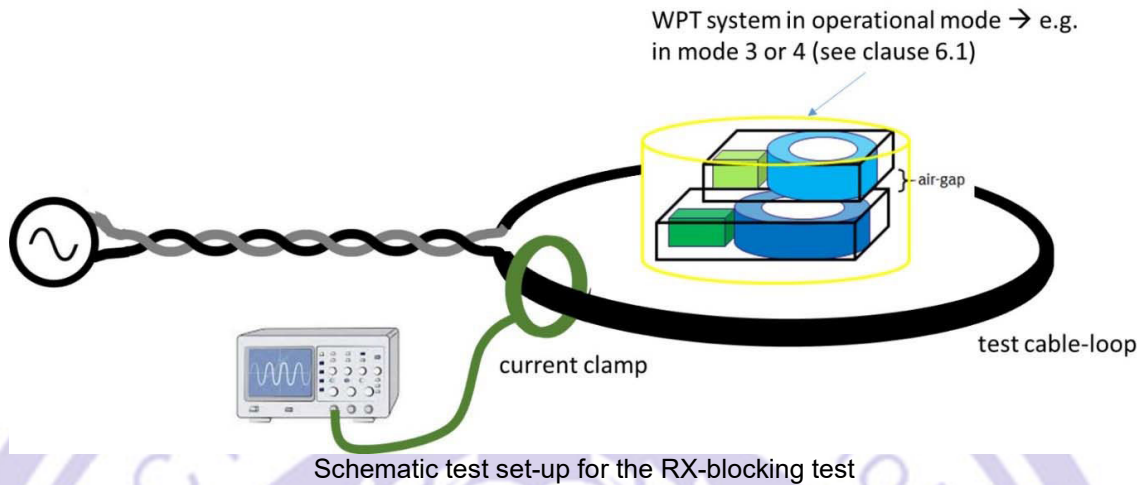 WPT system in operational mode → e.g.
in mode 3 or 4 (see clause 6.1)
air-gap
current clamp
test cable-loop
Schematic test set-up for the RX-blocking test